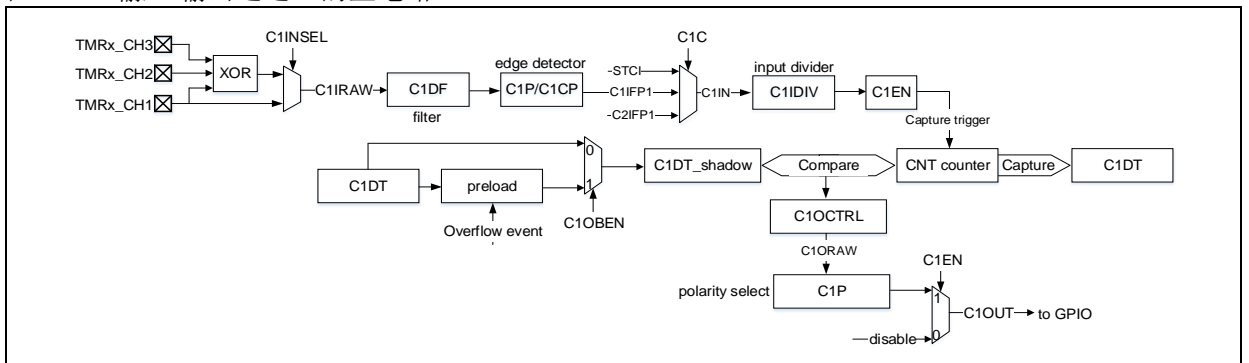 TMRx_CH3
TMRx_CH2
TMRx_CH1
XOR
C1INSEL
C1IRAW
C1DF
filter
edge detector
C1P/C1CP
C1C
-STCI
C1IFP1
-C2IFP1
C1IN
input divider
C1IDIV
C1EN
Capture trigger
C1DT
preload
Overflow event
0
1
C1OBEN
C1DT_shadow
Compare
CNT counter
Capture
C1DT
C1OCTRL
C1ORAW
polarity select
C1P
C1EN
1
0
disable
C1OUT
to GPIO